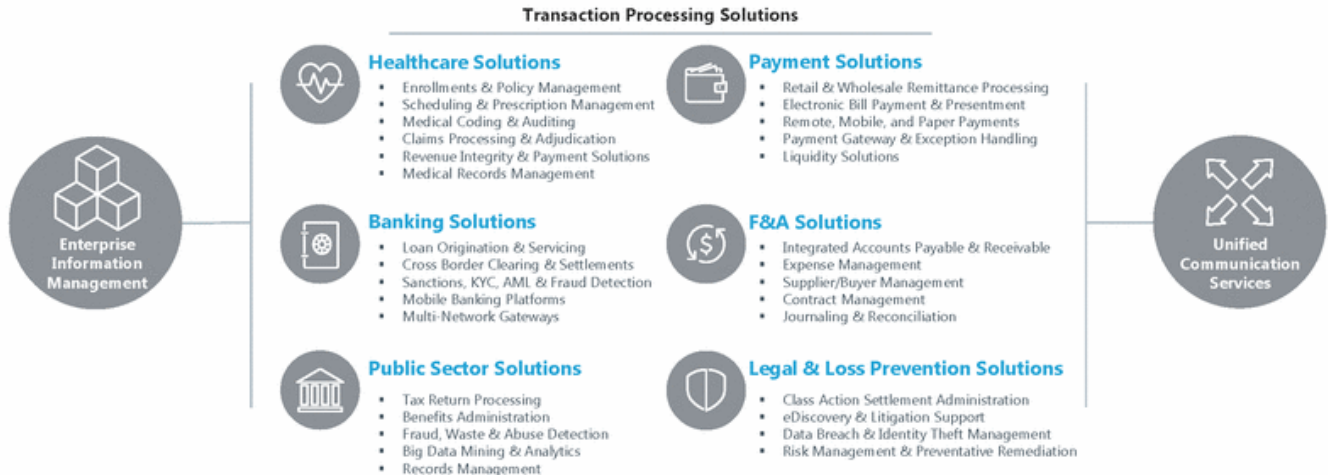 Transaction Processing Solutions
Enterprise
Information
Management
Healthcare Solutions
▪ Enrollments & Policy Management
▪ Scheduling & Prescription Management
▪ Medical Coding & Auditing
▪ Claims Processing & Adjudication
▪ Revenue Integrity & Payment Solutions
▪ Medical Records Management
Payment Solutions
▪ Retail & Wholesale Remittance Processing
▪ Electronic Bill Payment & Presentment
▪ Remote, Mobile, and Paper Payments
▪ Payment Gateway & Exception Handling
▪ Liquidity Solutions
Banking Solutions
▪ Loan Origination & Servicing
▪ Cross Border Clearing & Settlements
▪ Sanctions, KYC, AML & Fraud Detection
▪ Mobile Banking Platforms
▪ Multi-Network Gateways
F&A Solutions
▪ Integrated Accounts Payable & Receivable
▪ Expense Management
▪ Supplier/Buyer Management
▪ Contract Management
▪ Journaling & Reconciliation
Public Sector Solutions
▪ Tax Return Processing
▪ Benefits Administration
▪ Fraud, Waste & Abuse Detection
▪ Big Data Mining & Analytics
▪ Records Management
Legal & Loss Prevention Solutions
▪ Class Action Settlement Administration
▪ eDiscovery & Litigation Support
▪ Data Breach & Identity Theft Management
▪ Risk Management & Preventative Remediation
Unified
Communication
Services